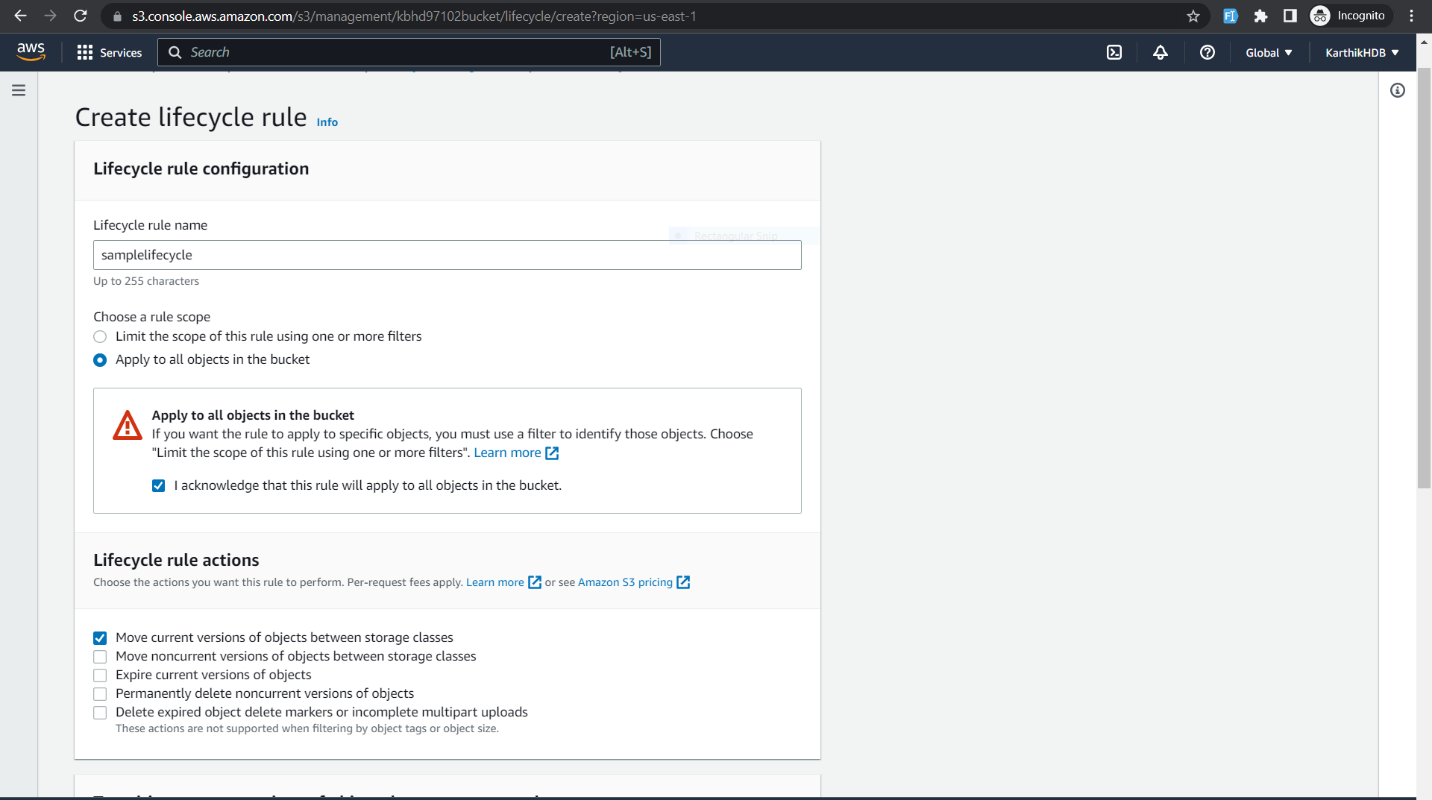 s3.console.aws.amazon.com/s3/management/kbhd97102bucket/lifecycle/create?region=us-east-1
Incognito
aws
Services
Search
[Alt+S]
Global
KarthikHDB
Create lifecycle rule Info
Lifecycle rule configuration
Lifecycle rule name
Rectangular Snip
samplelifecycle
Up to 255 characters
Choose a rule scope
Limit the scope of this rule using one or more filters
Apply to all objects in the bucket
Apply to all objects in the bucket
If you want the rule to apply to specific objects, you must use a filter to identify those objects. Choose
"Limit the scope of this rule using one or more filters". Learn more
I acknowledge that this rule will apply to all objects in the bucket.
Lifecycle rule actions
Choose the actions you want this rule to perform. Per-request fees apply. Learn more or see Amazon S3 pricing
Move current versions of objects between storage classes
Move noncurrent versions of objects between storage classes
Expire current versions of objects
Permanently delete noncurrent versions of objects
Delete expired object delete markers or incomplete multipart uploads
These actions are not supported when filtering by object tags or object size.